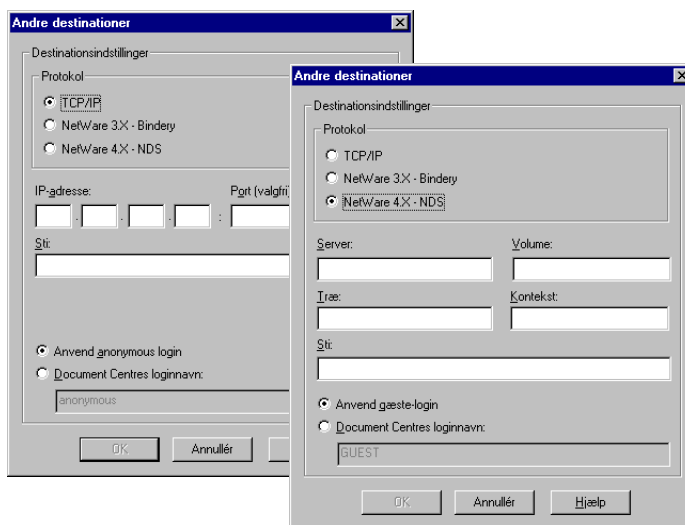 Andre destinationer
Destinationsindstillinger
Protokol
TCP/IP
NetWare 3.X - Bindery
NetWare 4.X - NDS
IP-adresse:
Port (valgfri)
. . . :
Sti:
Anvend anonymous login
Document Centres loginnavn:
anonymous
OK
Annullér
Andre destinationer
Destinationsindstillinger
Protokol
TCP/IP
NetWare 3.X - Bindery
NetWare 4.X - NDS
Server:
Volume:
Træ:
Kontekst:
Sti:
Anvend gæste-login
Document Centres loginnavn:
GUEST
OK
Annullér
Hjælp